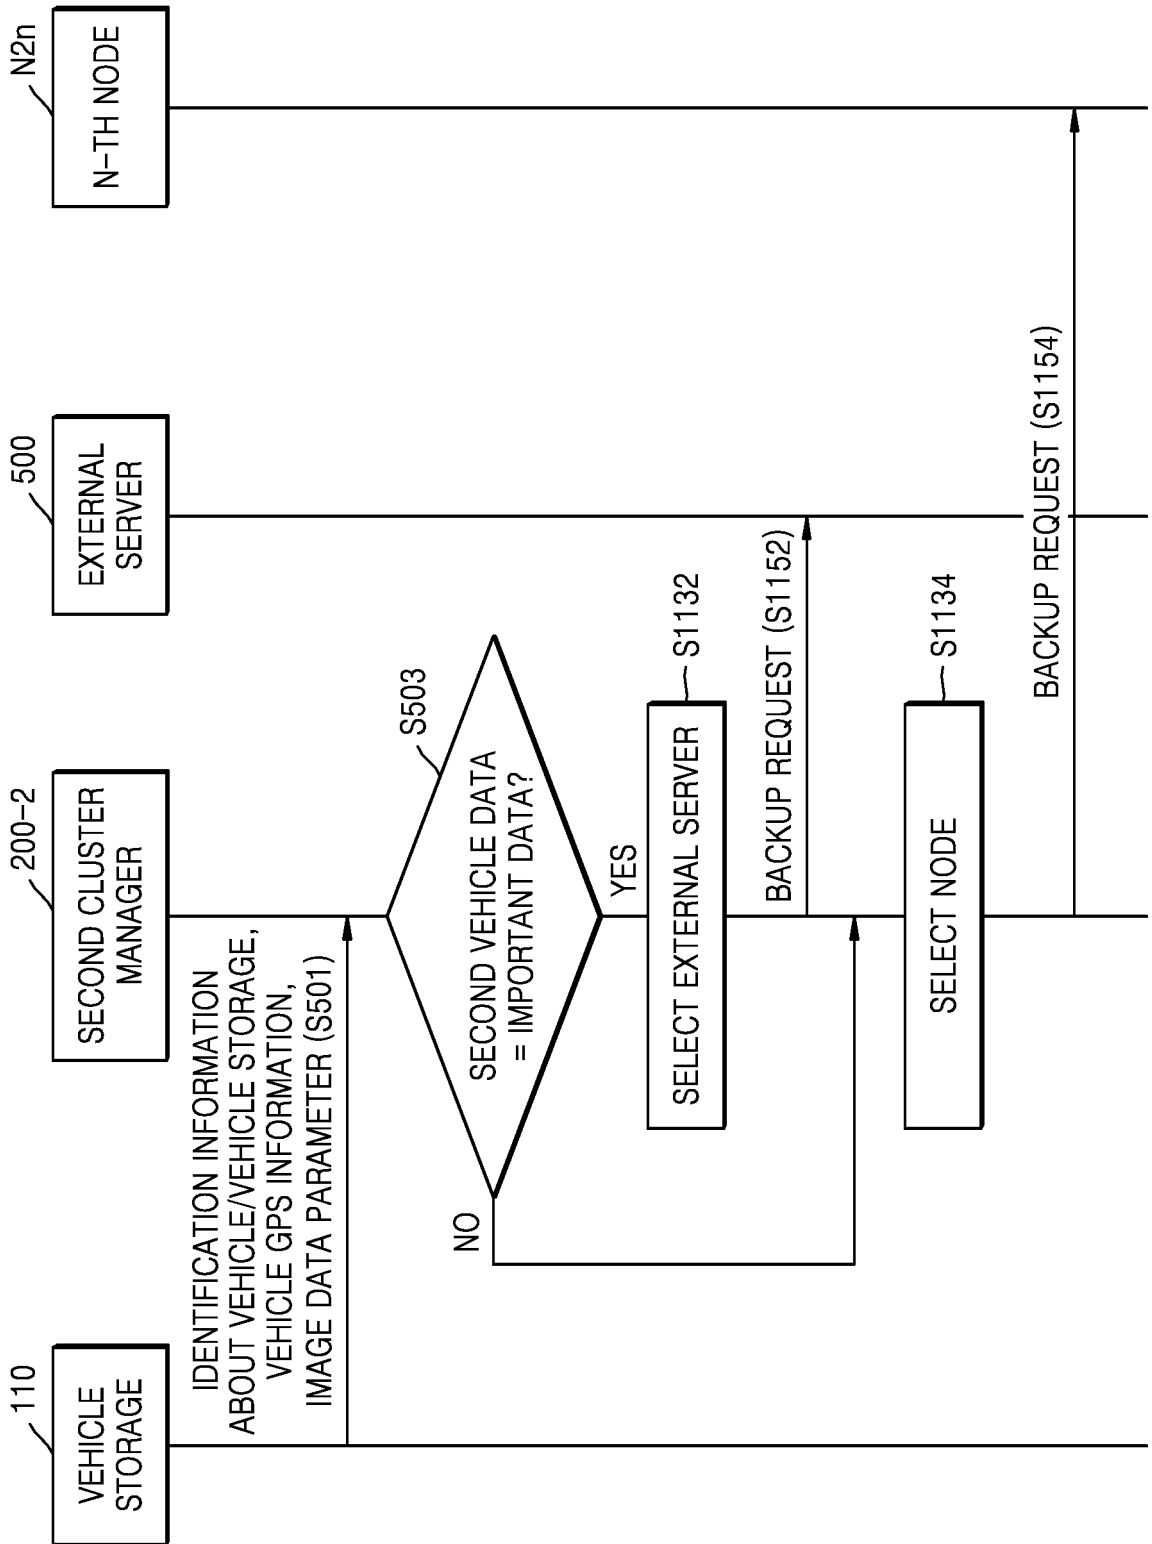 110
VEHICLE
STORAGE
200-2
SECOND CLUSTER
MANAGER
500
EXTERNAL
SERVER
N2n
N-TH NODE
IDENTIFICATION INFORMATION
ABOUT VEHICLE/VEHICLE STORAGE,
VEHICLE GPS INFORMATION,
IMAGE DATA PARAMETER (S501)
S503
SECOND VEHICLE DATA
= IMPORTANT DATA?
NO
YES
S1132
SELECT EXTERNAL SERVER
BACKUP REQUEST (S1152)
S1134
SELECT NODE
BACKUP REQUEST (S1154)